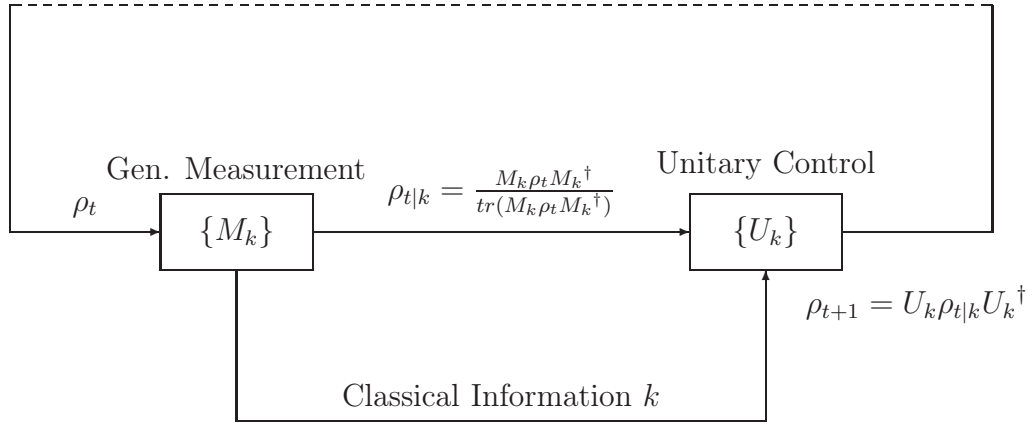 Gen. Measurement
Unitary Control
ρ_t
{M_k}
ρ_{t|k} = \frac{M_k ρ_t M_k^†}{tr(M_k ρ_t M_k^†)}
{U_k}
ρ_{t+1} = U_k ρ_{t|k} U_k^†
Classical Information k